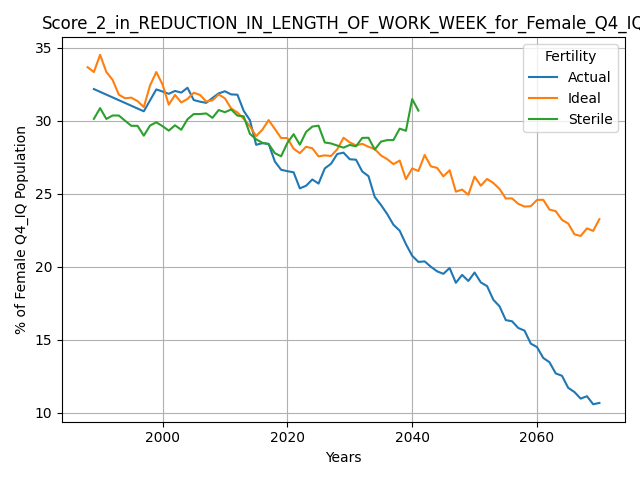 Score_2_in_REDUCTION_IN_LENGTH_OF_WORK_WEEK_for_Female_Q4_IQ
35
30
25
20
15
10
% of Female Q4_IQ Population
2000
2020
2040
2060
Years
Fertility
Actual
Ideal
Sterile